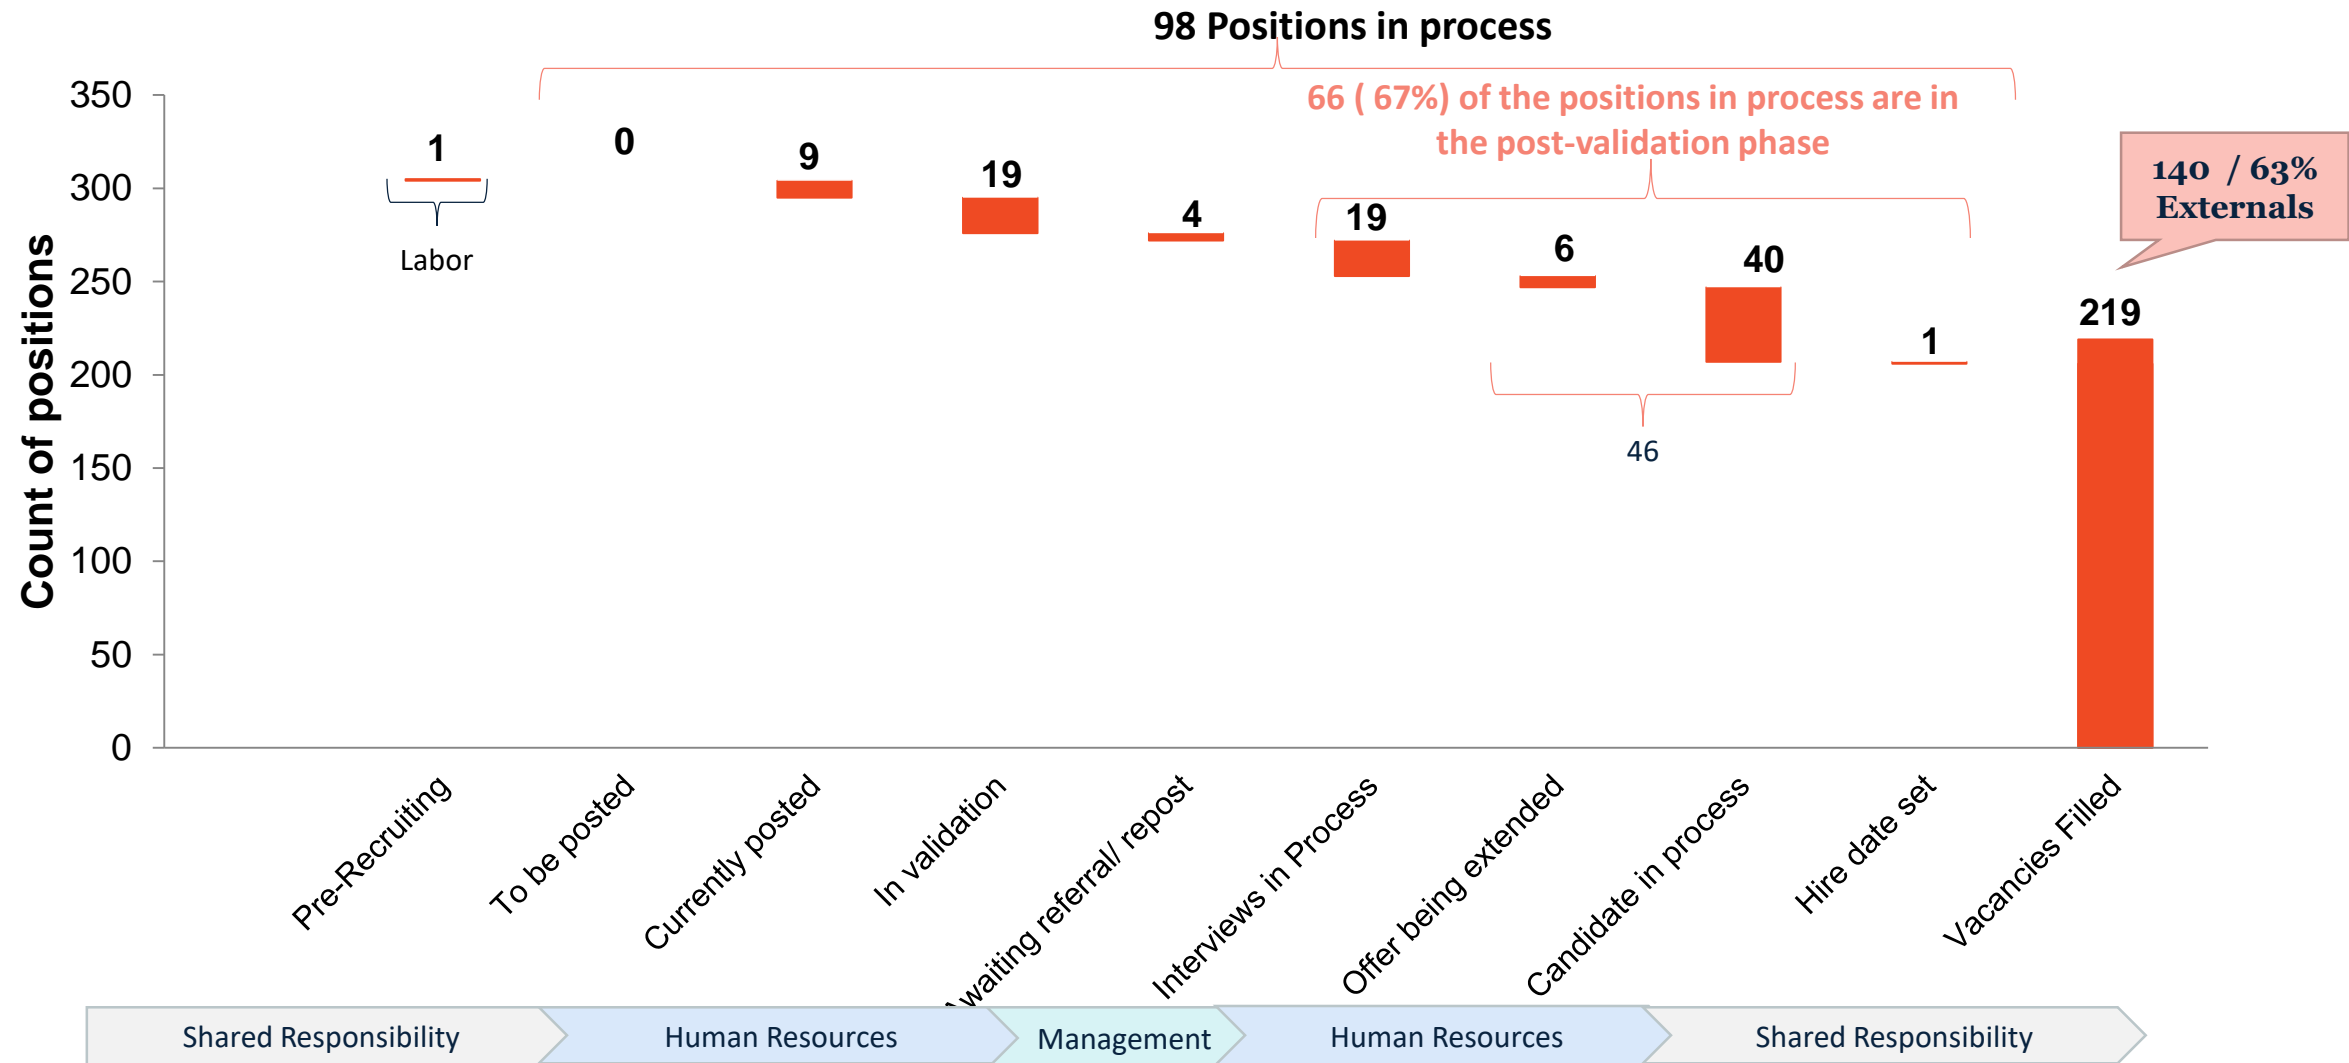 98 Positions in process
66 ( 67%) of the positions in process are in
the post-validation phase
140 / 63%
Externals
Count of positions
350
300
250
200
150
100
50
0
1
0
9
19
4
19
6
40
1
219
Labor
46
Pre-Recruiting
To be posted
Currently posted
In validation
Awaiting referral/ repost
Interviews in Process
Offer being extended
Candidate in process
Hire date set
Vacancies Filled
Shared Responsibility
Human Resources
Management
Human Resources
Shared Responsibility